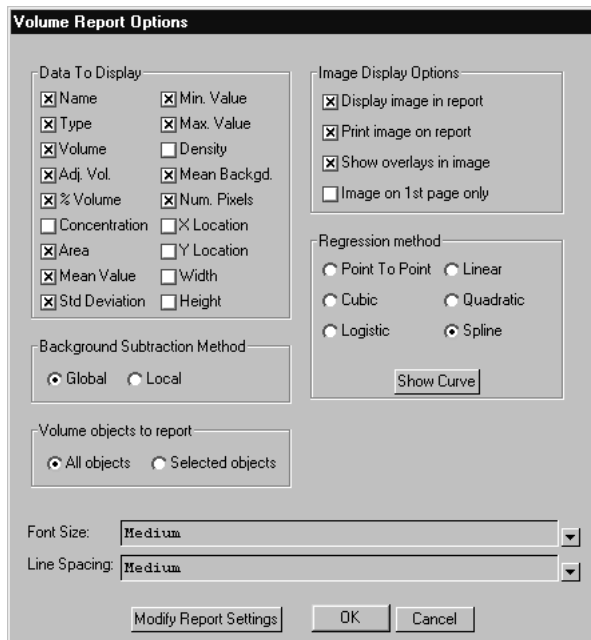 Volume Report Options
Data To Display
Name
Min. Value
Type
Max. Value
Volume
Density
Adj. Vol.
Mean Backgd.
% Volume
Num. Pixels
Concentration
X Location
Area
Y Location
Mean Value
Width
Std Deviation
Height
Background Subtraction Method
Global
Local
Volume objects to report
All objects
Selected objects
Image Display Options
Display image in report
Print image on report
Show overlays in image
Image on 1st page only
Regression method
Point To Point
Linear
Cubic
Quadratic
Logistic
Spline
Show Curve
Font Size:
Medium
Line Spacing:
Medium
Modify Report Settings
OK
Cancel